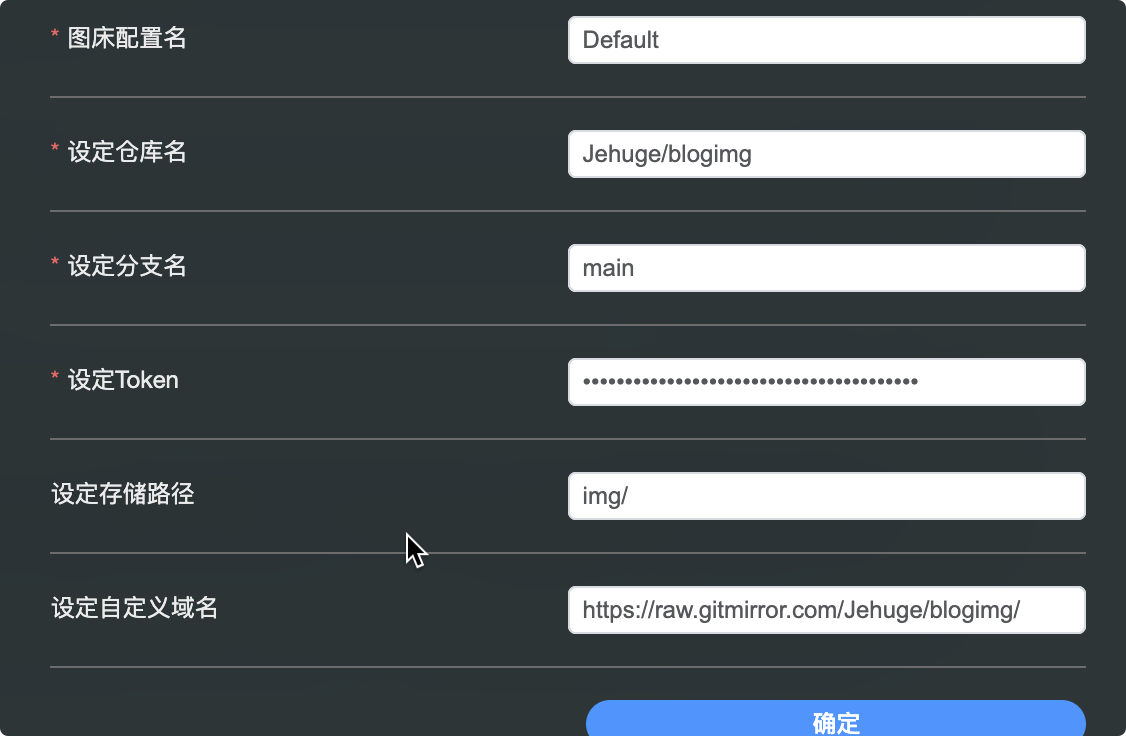 * 图床配置名
Default
* 设定仓库名
Jehuge/blogimg
* 设定分支名
main
* 设定Token
••••••••••••••••••••••••••••••••••••••••
设定存储路径
img/
设定自定义域名
https://raw.gitmirror.com/Jehuge/blogimg/
确定